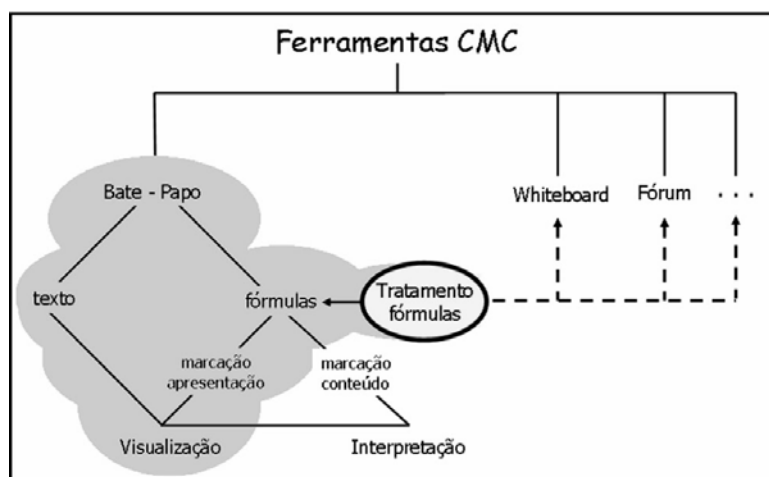 Ferramentas CMC
Bate - Papo
Whiteboard
Fórum
. . .
texto
fórmulas
Tratamento
fórmulas
marcação
apresentação
marcação
conteúdo
Visualização
Interpretação